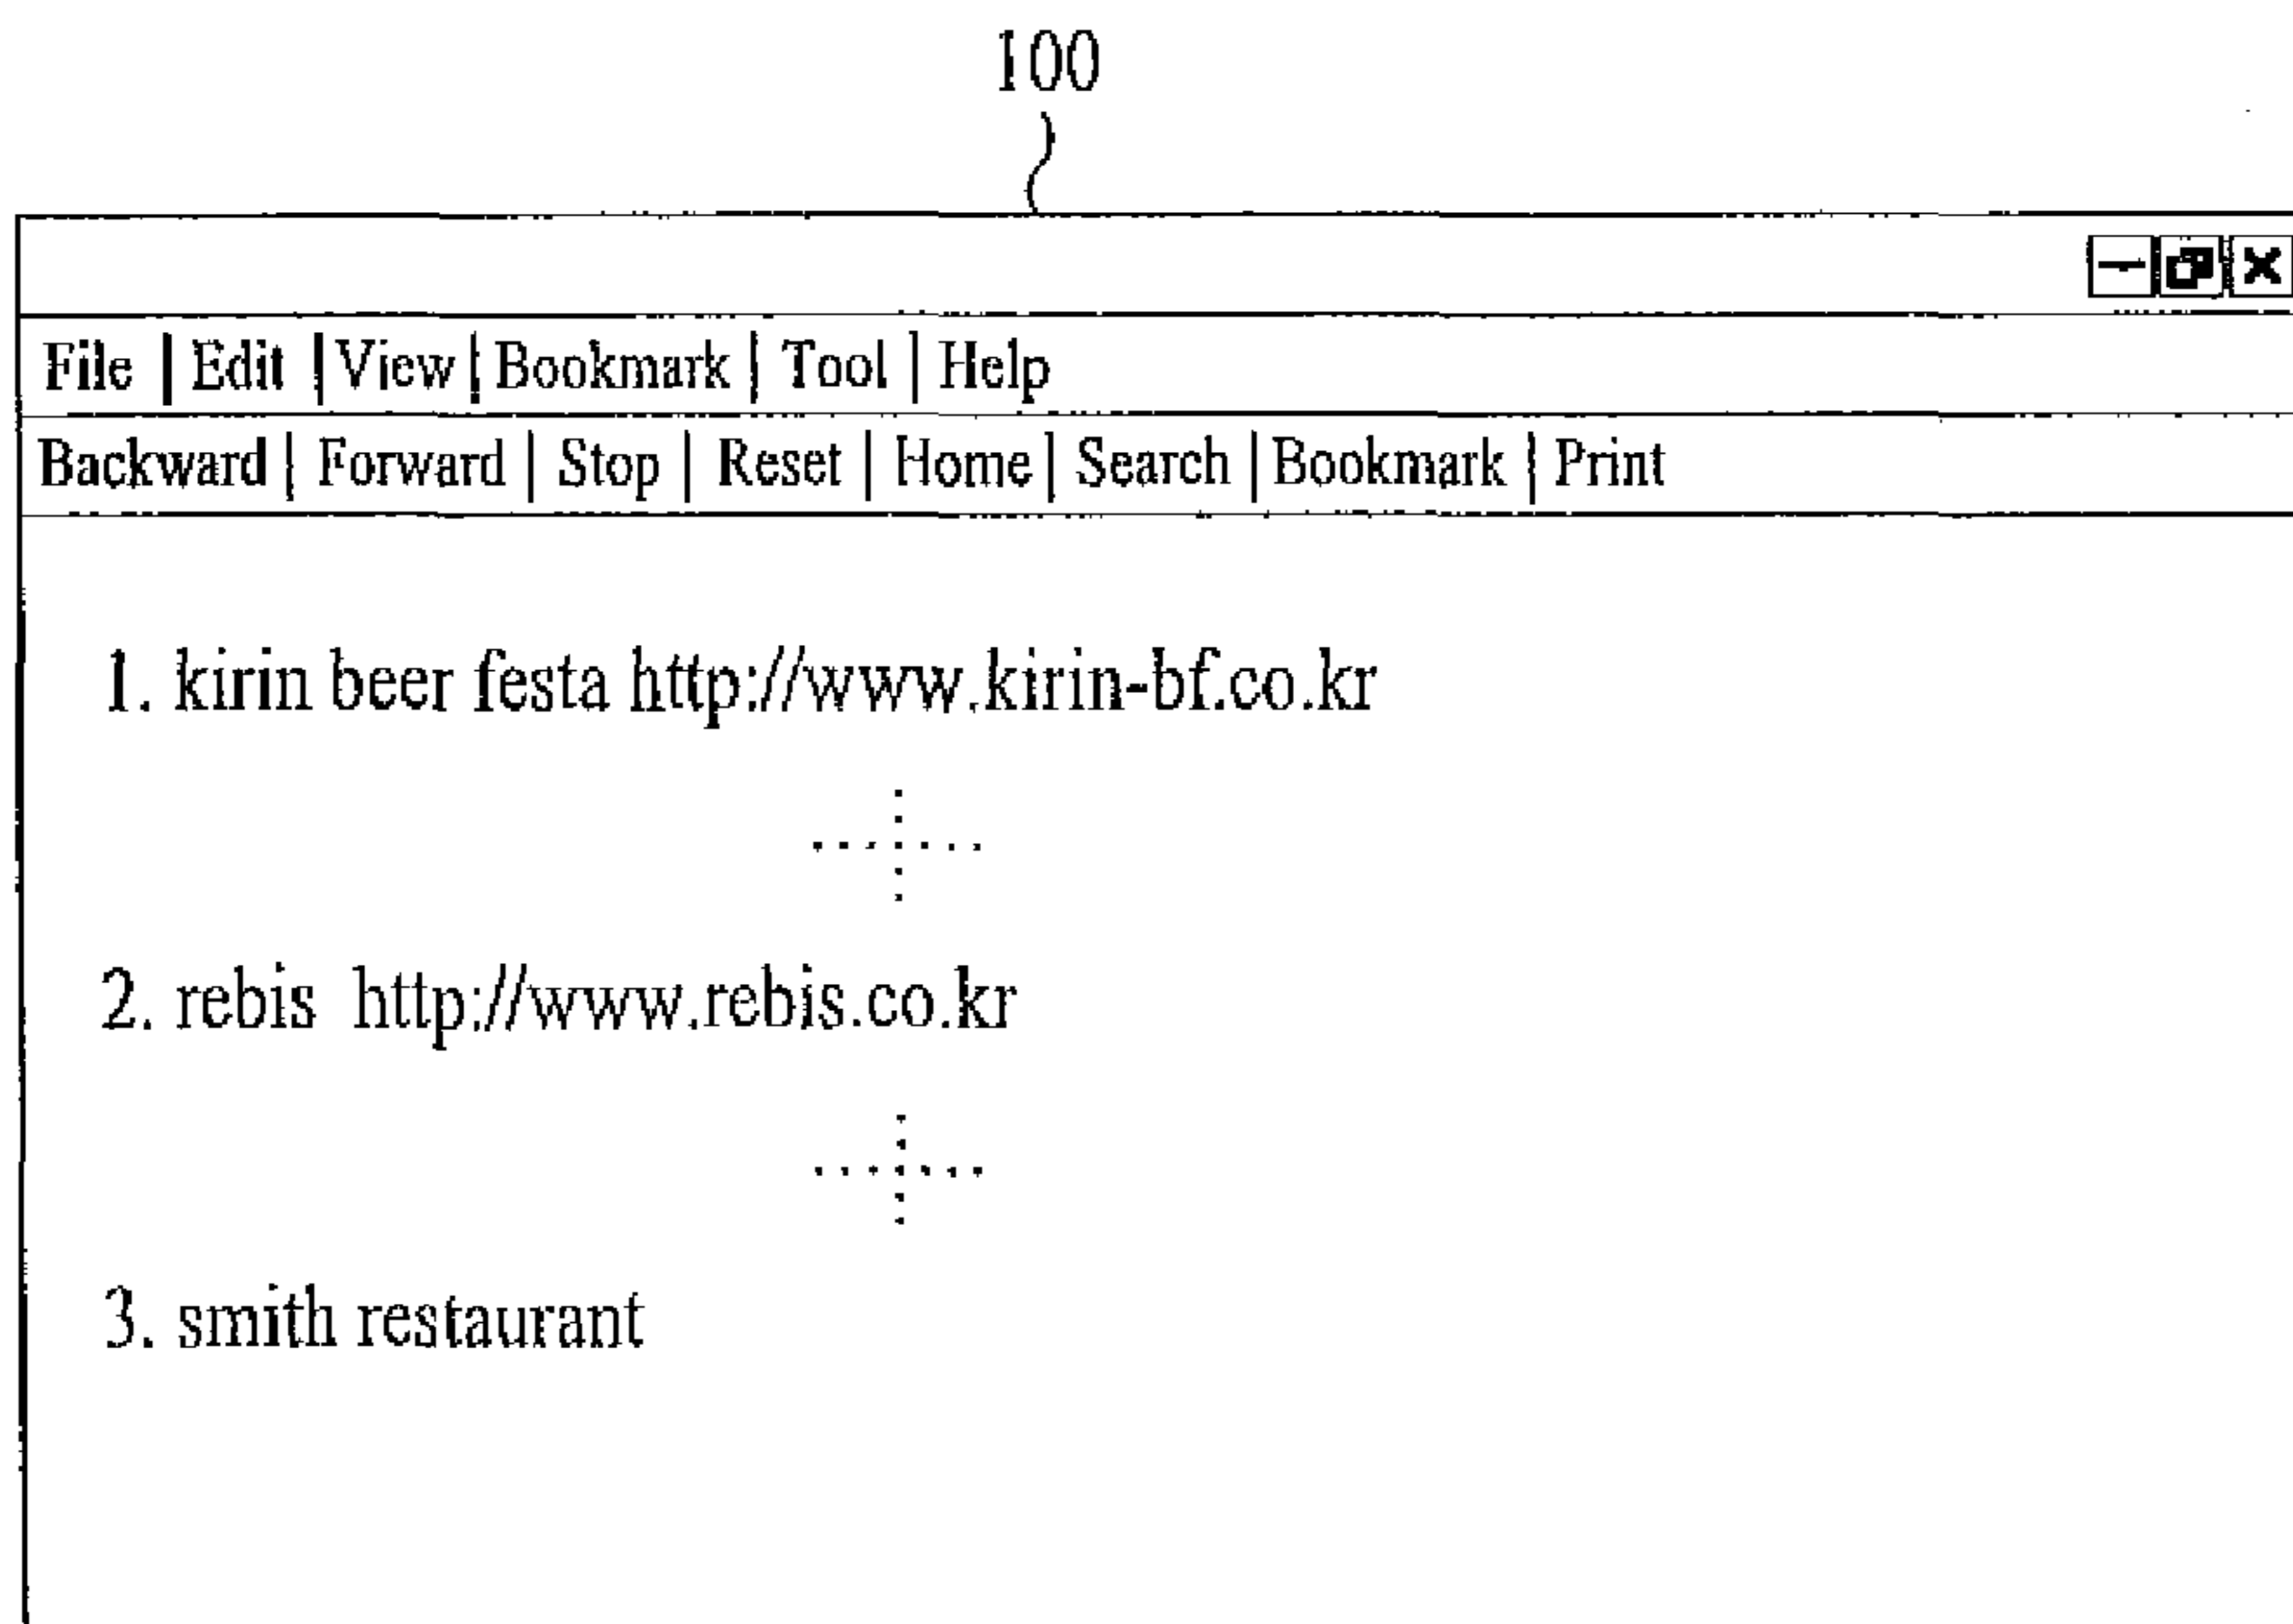 100
File | Edit | View | Bookmark | Tool | Help
Backward | Forward | Stop | Reset | Home | Search | Bookmark | Print
1. kirin beer festa http://www.kirin-bf.co.kr
2. rebis http://www.rebis.co.kr
3. smith restaurant